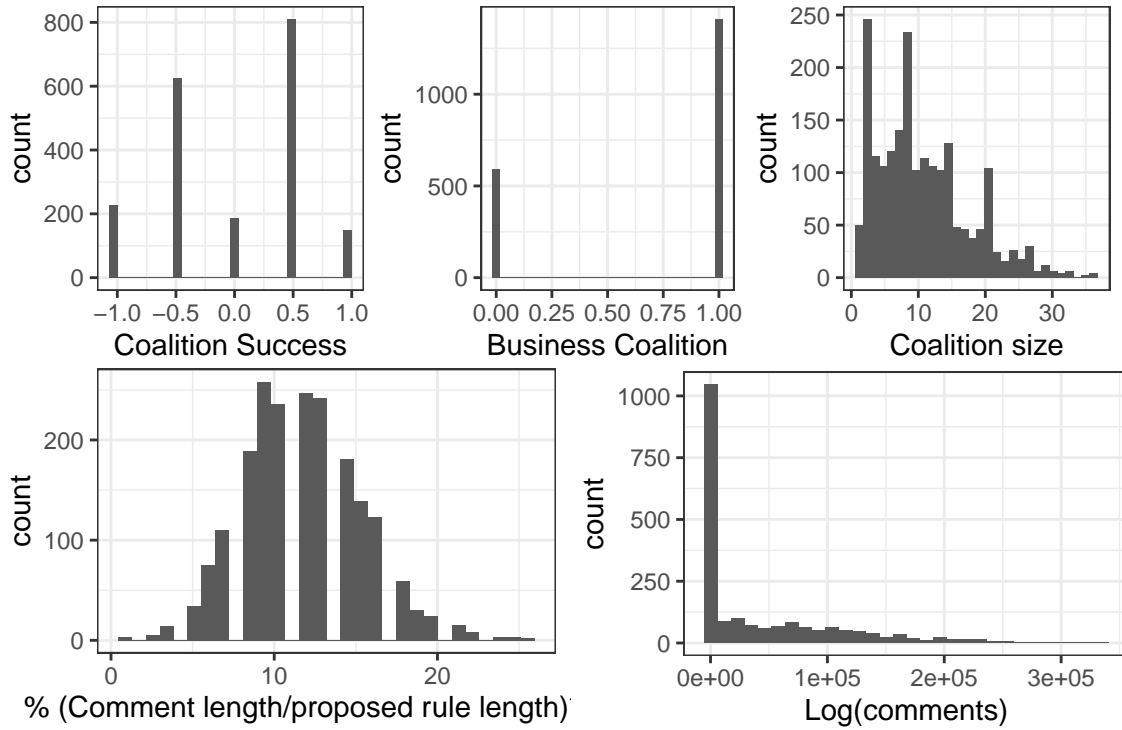 800
600
400
200
0
count
−1.0 −0.5 0.0 0.5 1.0
Coalition Success
1000
500
0
count
0.00 0.25 0.50 0.75 1.00
Business Coalition
250
200
150
100
50
0
count
0 10 20 30
Coalition size
200
100
0
count
0 10 20
% (Comment length/proposed rule length)
1000
750
500
250
0
count
0e+00 1e+05 2e+05 3e+05
Log(comments)